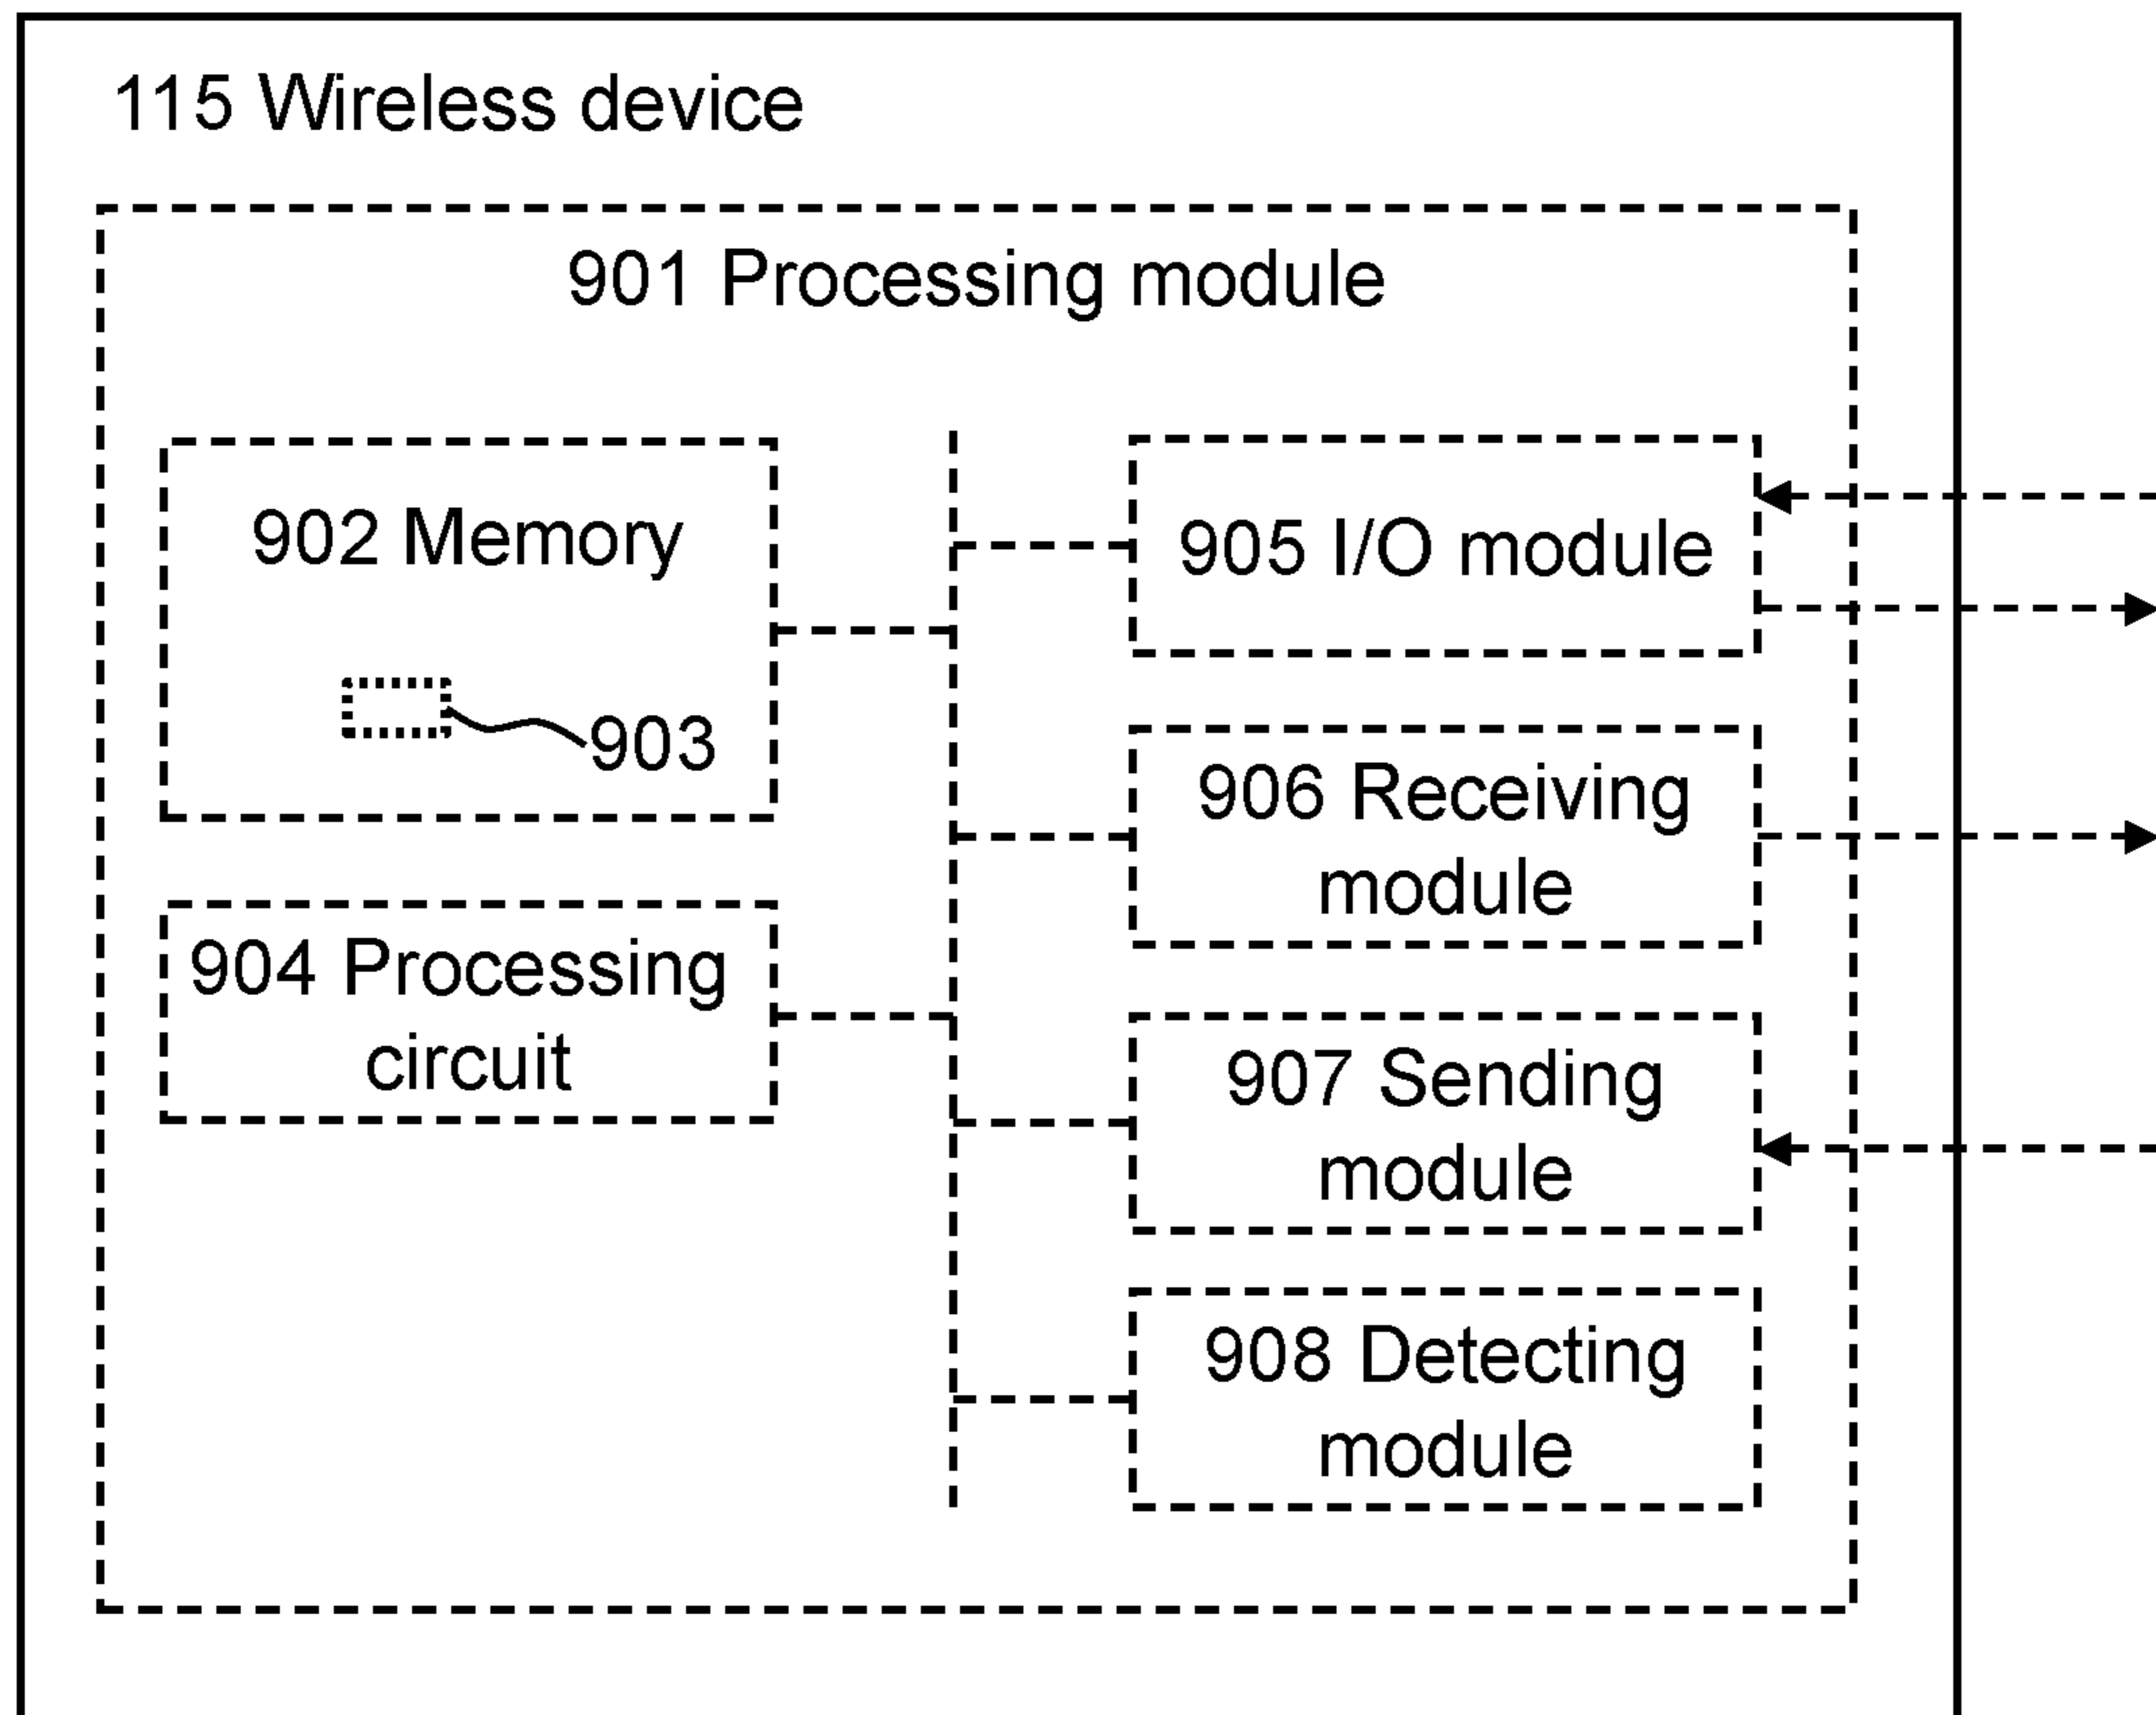 115 Wireless device
901 Processing module
902 Memory
903
904 Processing
circuit
905 I/O module
906 Receiving
module
907 Sending
module
908 Detecting
module